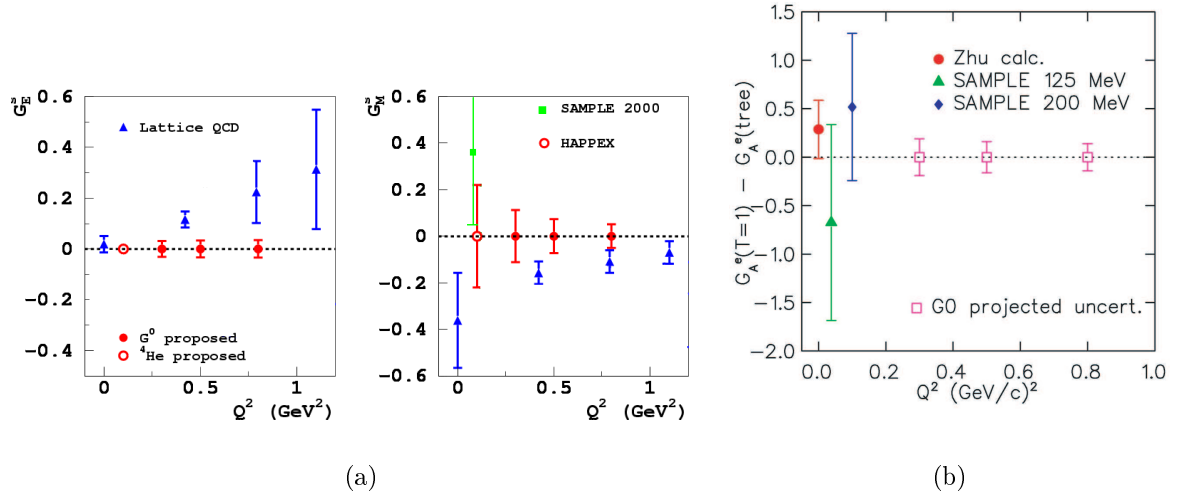 G̃ˢ_E
0.6
0.4
0.2
0
−0.2
−0.4
Lattice QCD
G⁰ proposed
⁴He proposed
0
0.5
1
Q² (GeV²)
G̃ˢ_M
0.6
0.4
0.2
0
−0.2
−0.4
−0.6
SAMPLE 2000
HAPPEX
0
0.5
1
Q² (GeV²)
G_A^e(T=1) − G_A^e(tree)
1.5
1.0
0.5
0.0
−0.5
−1.0
−1.5
−2.0
Zhu calc.
SAMPLE 125 MeV
SAMPLE 200 MeV
G0 projected uncert.
0.0
0.2
0.4
0.6
0.8
1.0
Q² (GeV/c)²
(a)
(b)